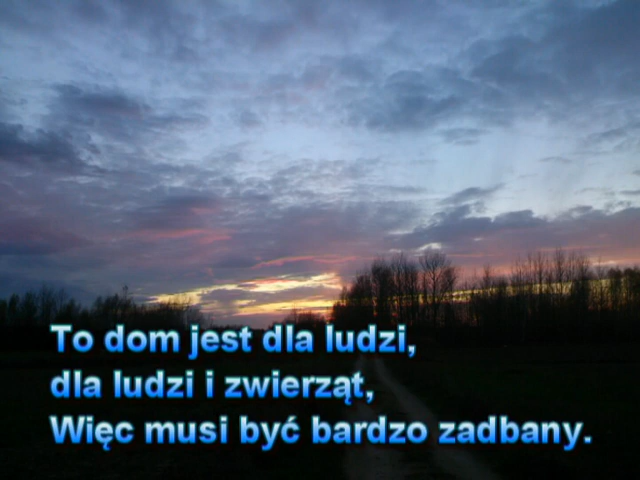 To dom jest dla ludzi,
dla ludzi i zwierząt,
Więc musi być bardzo zadbany.